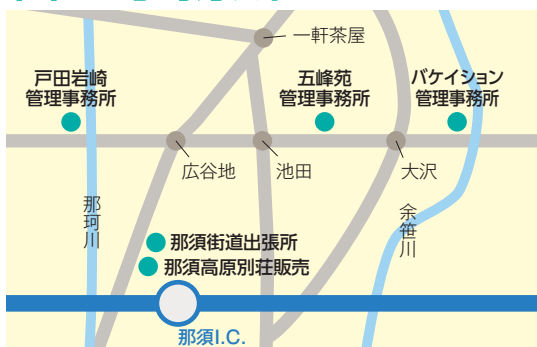 一軒茶屋
戸田岩崎
管理事務所
五峰苑
管理事務所
バケイション
管理事務所
広谷地
池田
大沢
那珂川
余笹川
那須街道出張所
那須高原別荘販売
那須I.C.